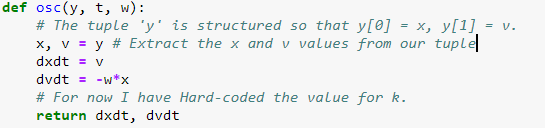 def osc(y, t, w):
    # The tuple 'y' is structured so that y[0] = x, y[1] = v.
    x, v = y # Extract the x and v values from our tuple
    dxdt = v
    dvdt = -w*x
    # For now I have Hard-coded the value for k.
    return dxdt, dvdt